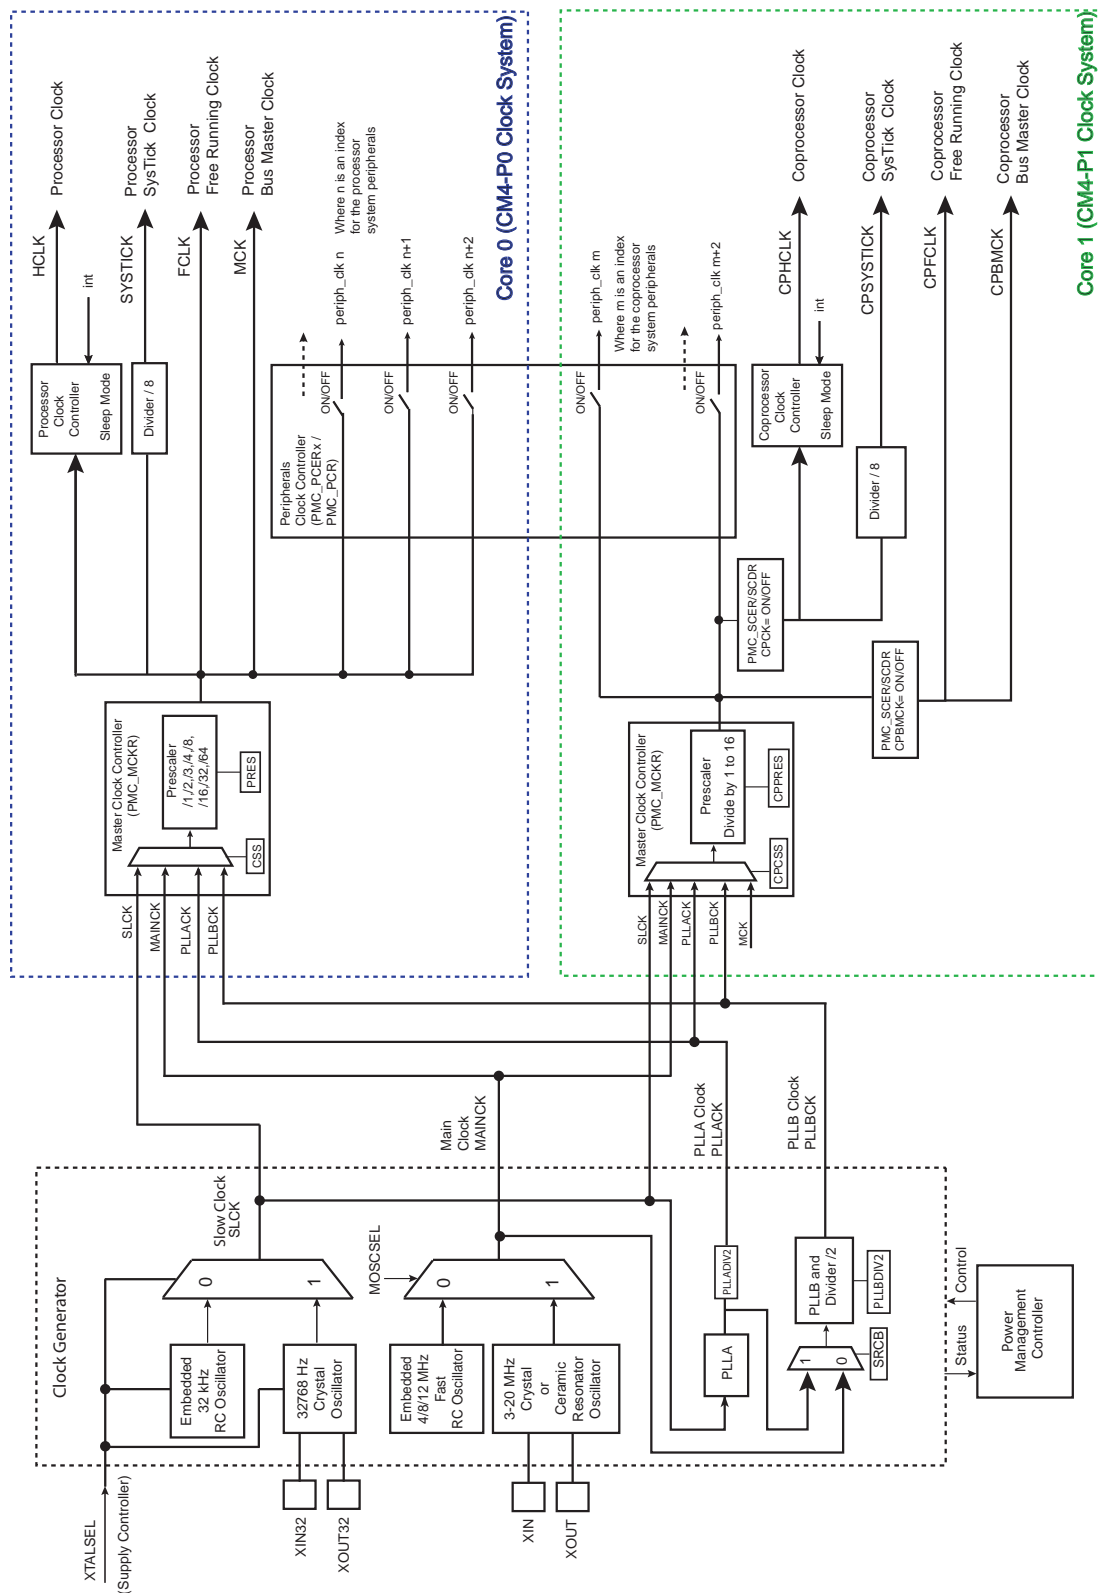 Clock Generator
XTALSEL
(Supply Controller)
Embedded
32 kHz
RC Oscillator
0
1
Slow Clock
SLCK
32768 Hz
Crystal
Oscillator
XIN32
XOUT32
MOSCSEL
Embedded
4/8/12 MHz
Fast
RC Oscillator
0
1
Main
Clock
MAINCK
3-20 MHz
Crystal
or
Ceramic
Resonator
Oscillator
XIN
XOUT
PLLA
PLLADIV2
PLLA Clock
PLLACK
1
0
SRCB
PLLB and
Divider /2
PLLBDIV2
PLLB Clock
PLLBCK
Status
Control
Power
Management
Controller
SLCK
MAINCK
PLLACK
PLLBCK
Master Clock Controller
(PMC_MCKR)
CSS
Prescaler
/1,/2,/3,/4,/8,
/16,/32,/64
PRES
Processor
Clock
Controller
Sleep Mode
int
HCLK
Processor Clock
Divider / 8
SYSTICK
Processor
SysTick Clock
FCLK
Processor
Free Running Clock
MCK
Processor
Bus Master Clock
Peripherals
Clock Controller
(PMC_PCERx /
PMC_PCR)
ON/OFF
periph_clk n
Where n is an index
for the processor
system peripherals
ON/OFF
periph_clk n+1
ON/OFF
periph_clk n+2
Core 0 (CM4-P0 Clock System)
SLCK
MAINCK
PLLACK
PLLBCK
MCK
Master Clock Controller
(PMC_MCKR)
CPCSS
Prescaler
Divide by 1 to 16
CPPRES
ON/OFF
periph_clk m
Where m is an index
for the coprocessor
system peripherals
ON/OFF
periph_clk m+2
PMC_SCER/SCDR
CPCK= ON/OFF
Coprocessor
Clock
Controller
Sleep Mode
int
CPHCLK
Coprocessor Clock
Divider / 8
CPSYSTICK
Coprocessor
SysTick Clock
PMC_SCER/SCDR
CPBMCK= ON/OFF
CPFCLK
Coprocessor
Free Running Clock
CPBMCK
Coprocessor
Bus Master Clock
Core 1 (CM4-P1 Clock System)